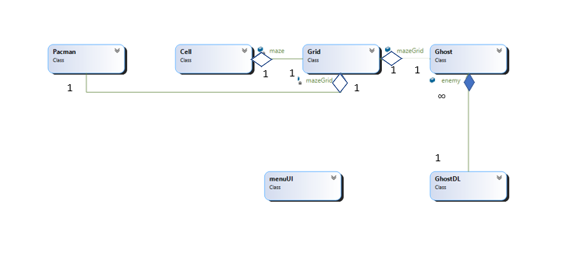 Pacman
Class
Cell
Class
maze
Grid
Class
mazeGrid
Ghost
Class
1
1
1
1
1
mazeGrid
1
enemy
∞
1
menuUI
Class
GhostDL
Class